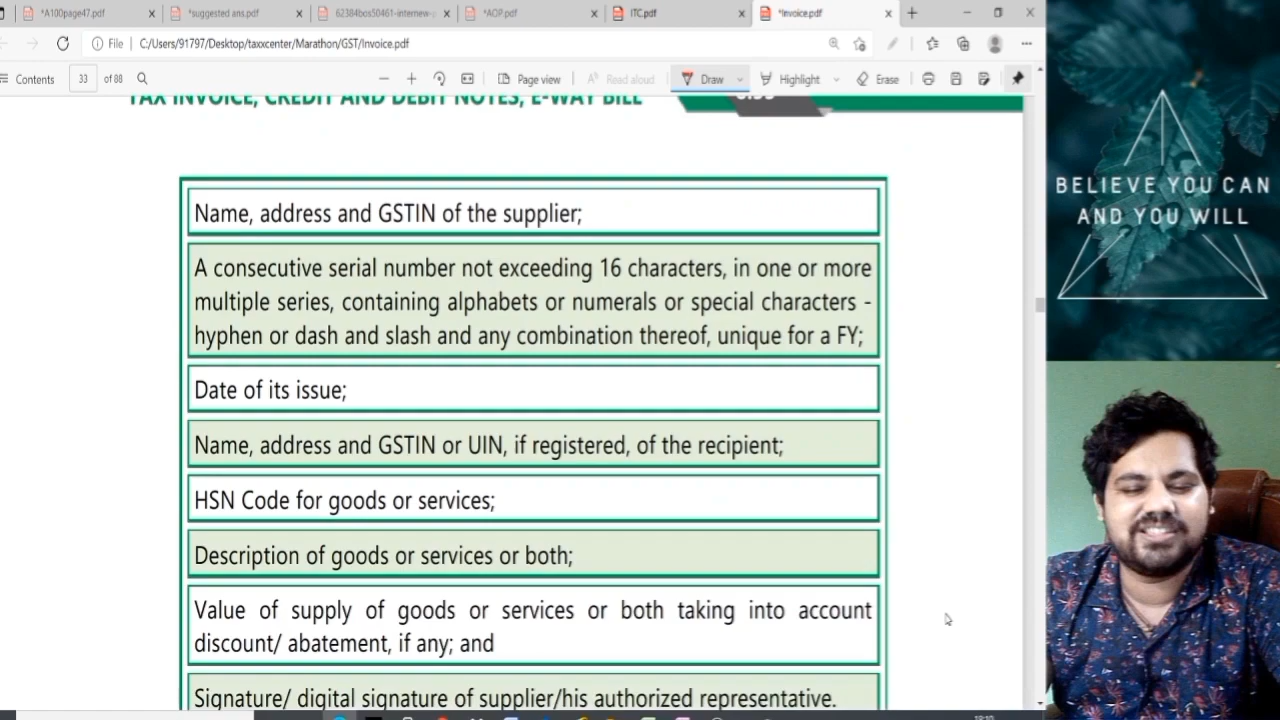 *A100page47.pdf
*suggested ans.pdf
62384bos50461-internew-p
*AOP.pdf
ITC.pdf
*Invoice.pdf
File
C:/Users/91797/Desktop/taxxcenter/Marathon/GST/Invoice.pdf
Contents
33
of 88
Page view
Read aloud
Draw
Highlight
Erase
TAX INVOICE, CREDIT AND DEBIT NOTES, E-WAY BILL
Name, address and GSTIN of the supplier;
A consecutive serial number not exceeding 16 characters, in one or more
multiple series, containing alphabets or numerals or special characters -
hyphen or dash and slash and any combination thereof, unique for a FY;
Date of its issue;
Name, address and GSTIN or UIN, if registered, of the recipient;
HSN Code for goods or services;
Description of goods or services or both;
Value of supply of goods or services or both taking into account
discount/ abatement, if any; and
Signature/ digital signature of supplier/his authorized representative.
BELIEVE YOU CAN
AND YOU WILL